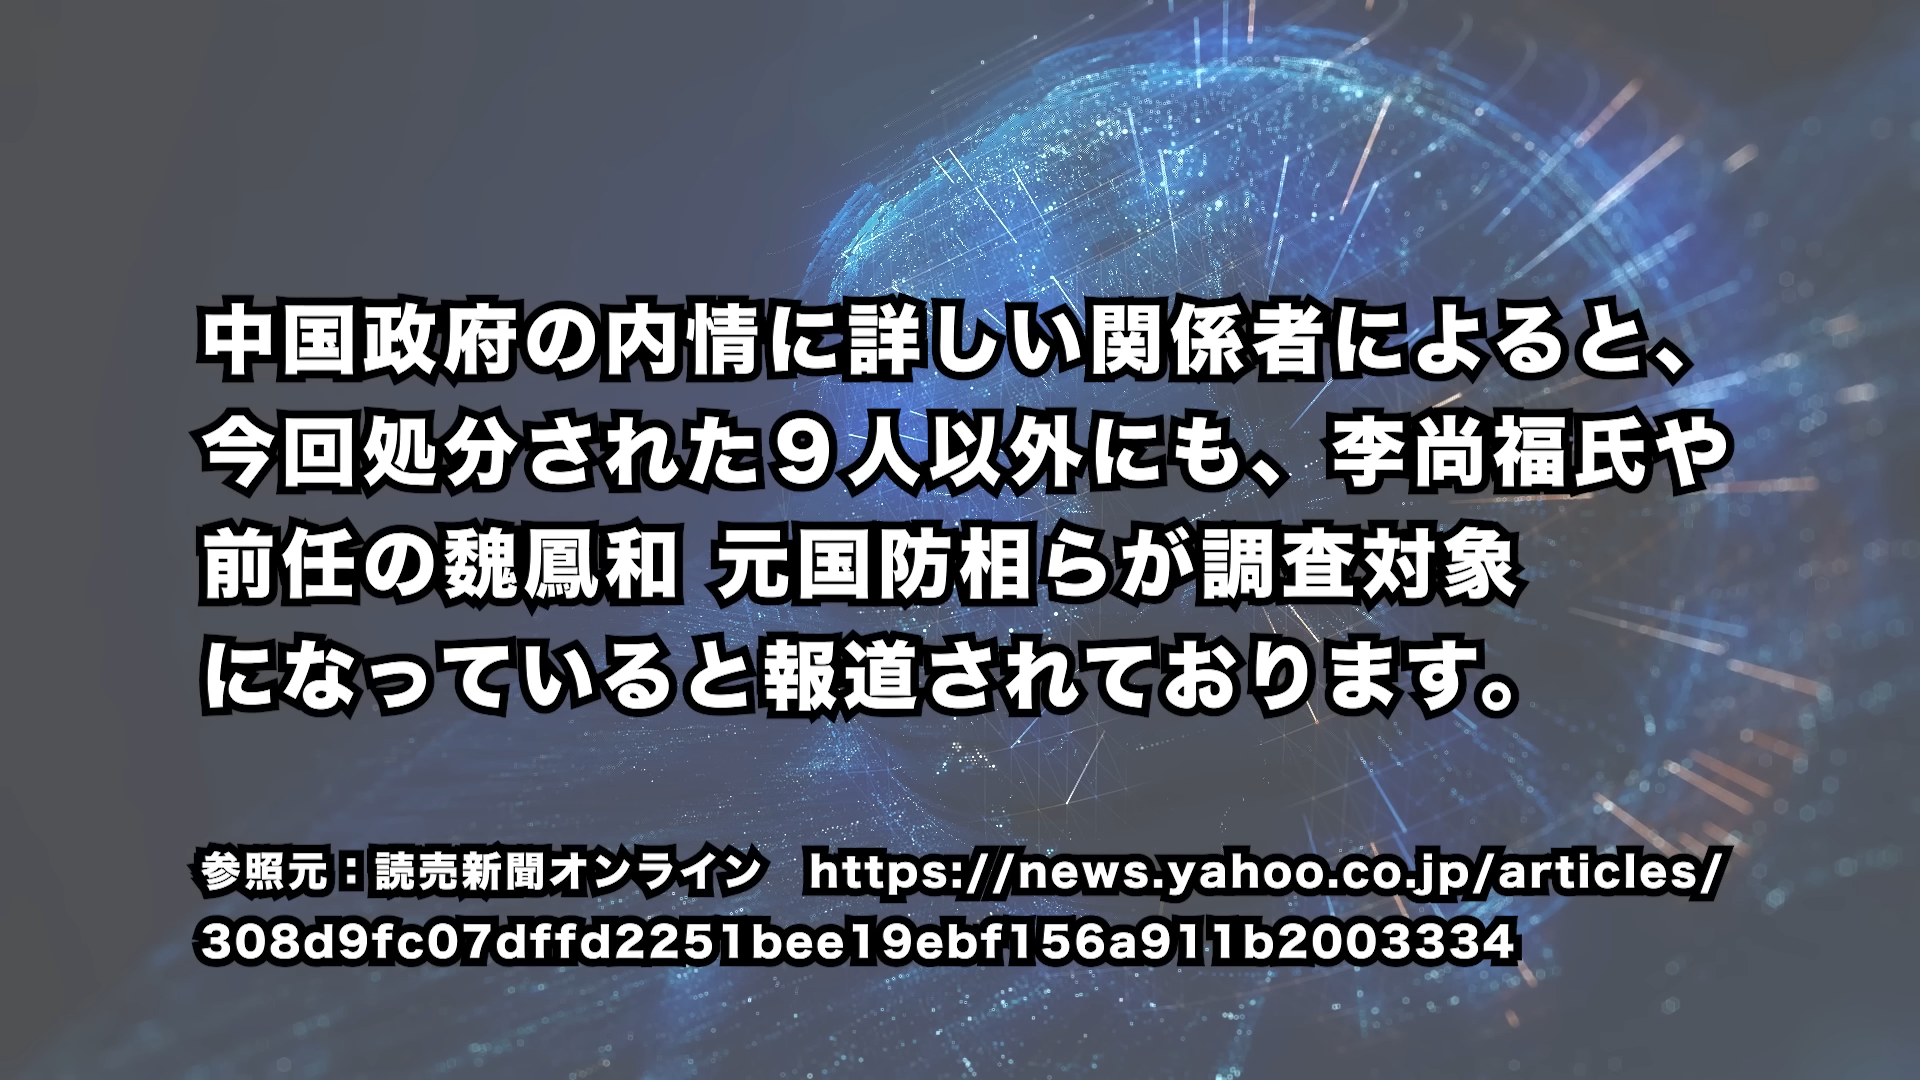 中国政府の内情に詳しい関係者によると、
今回処分された９人以外にも、李尚福氏や
前任の魏鳳和 元国防相らが調査対象
になっていると報道されております。
参照元：読売新聞オンライン　https://news.yahoo.co.jp/articles/
308d9fc07dffd2251bee19ebf156a911b2003334